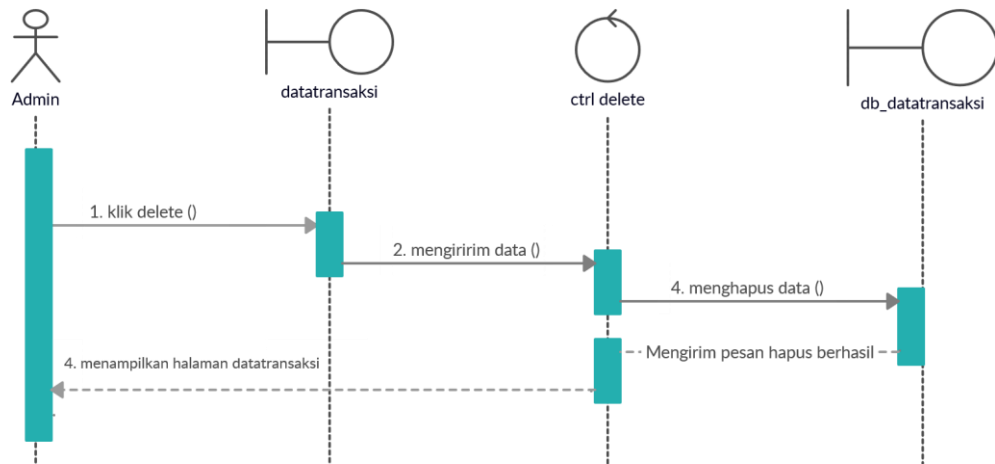 Admin
datatransaksi
ctrl delete
db_datatransaksi
1. klik delete ()
2. mengiririm data ()
4. menghapus data ()
Mengirim pesan hapus berhasil
4. menampilkan halaman datatransaksi